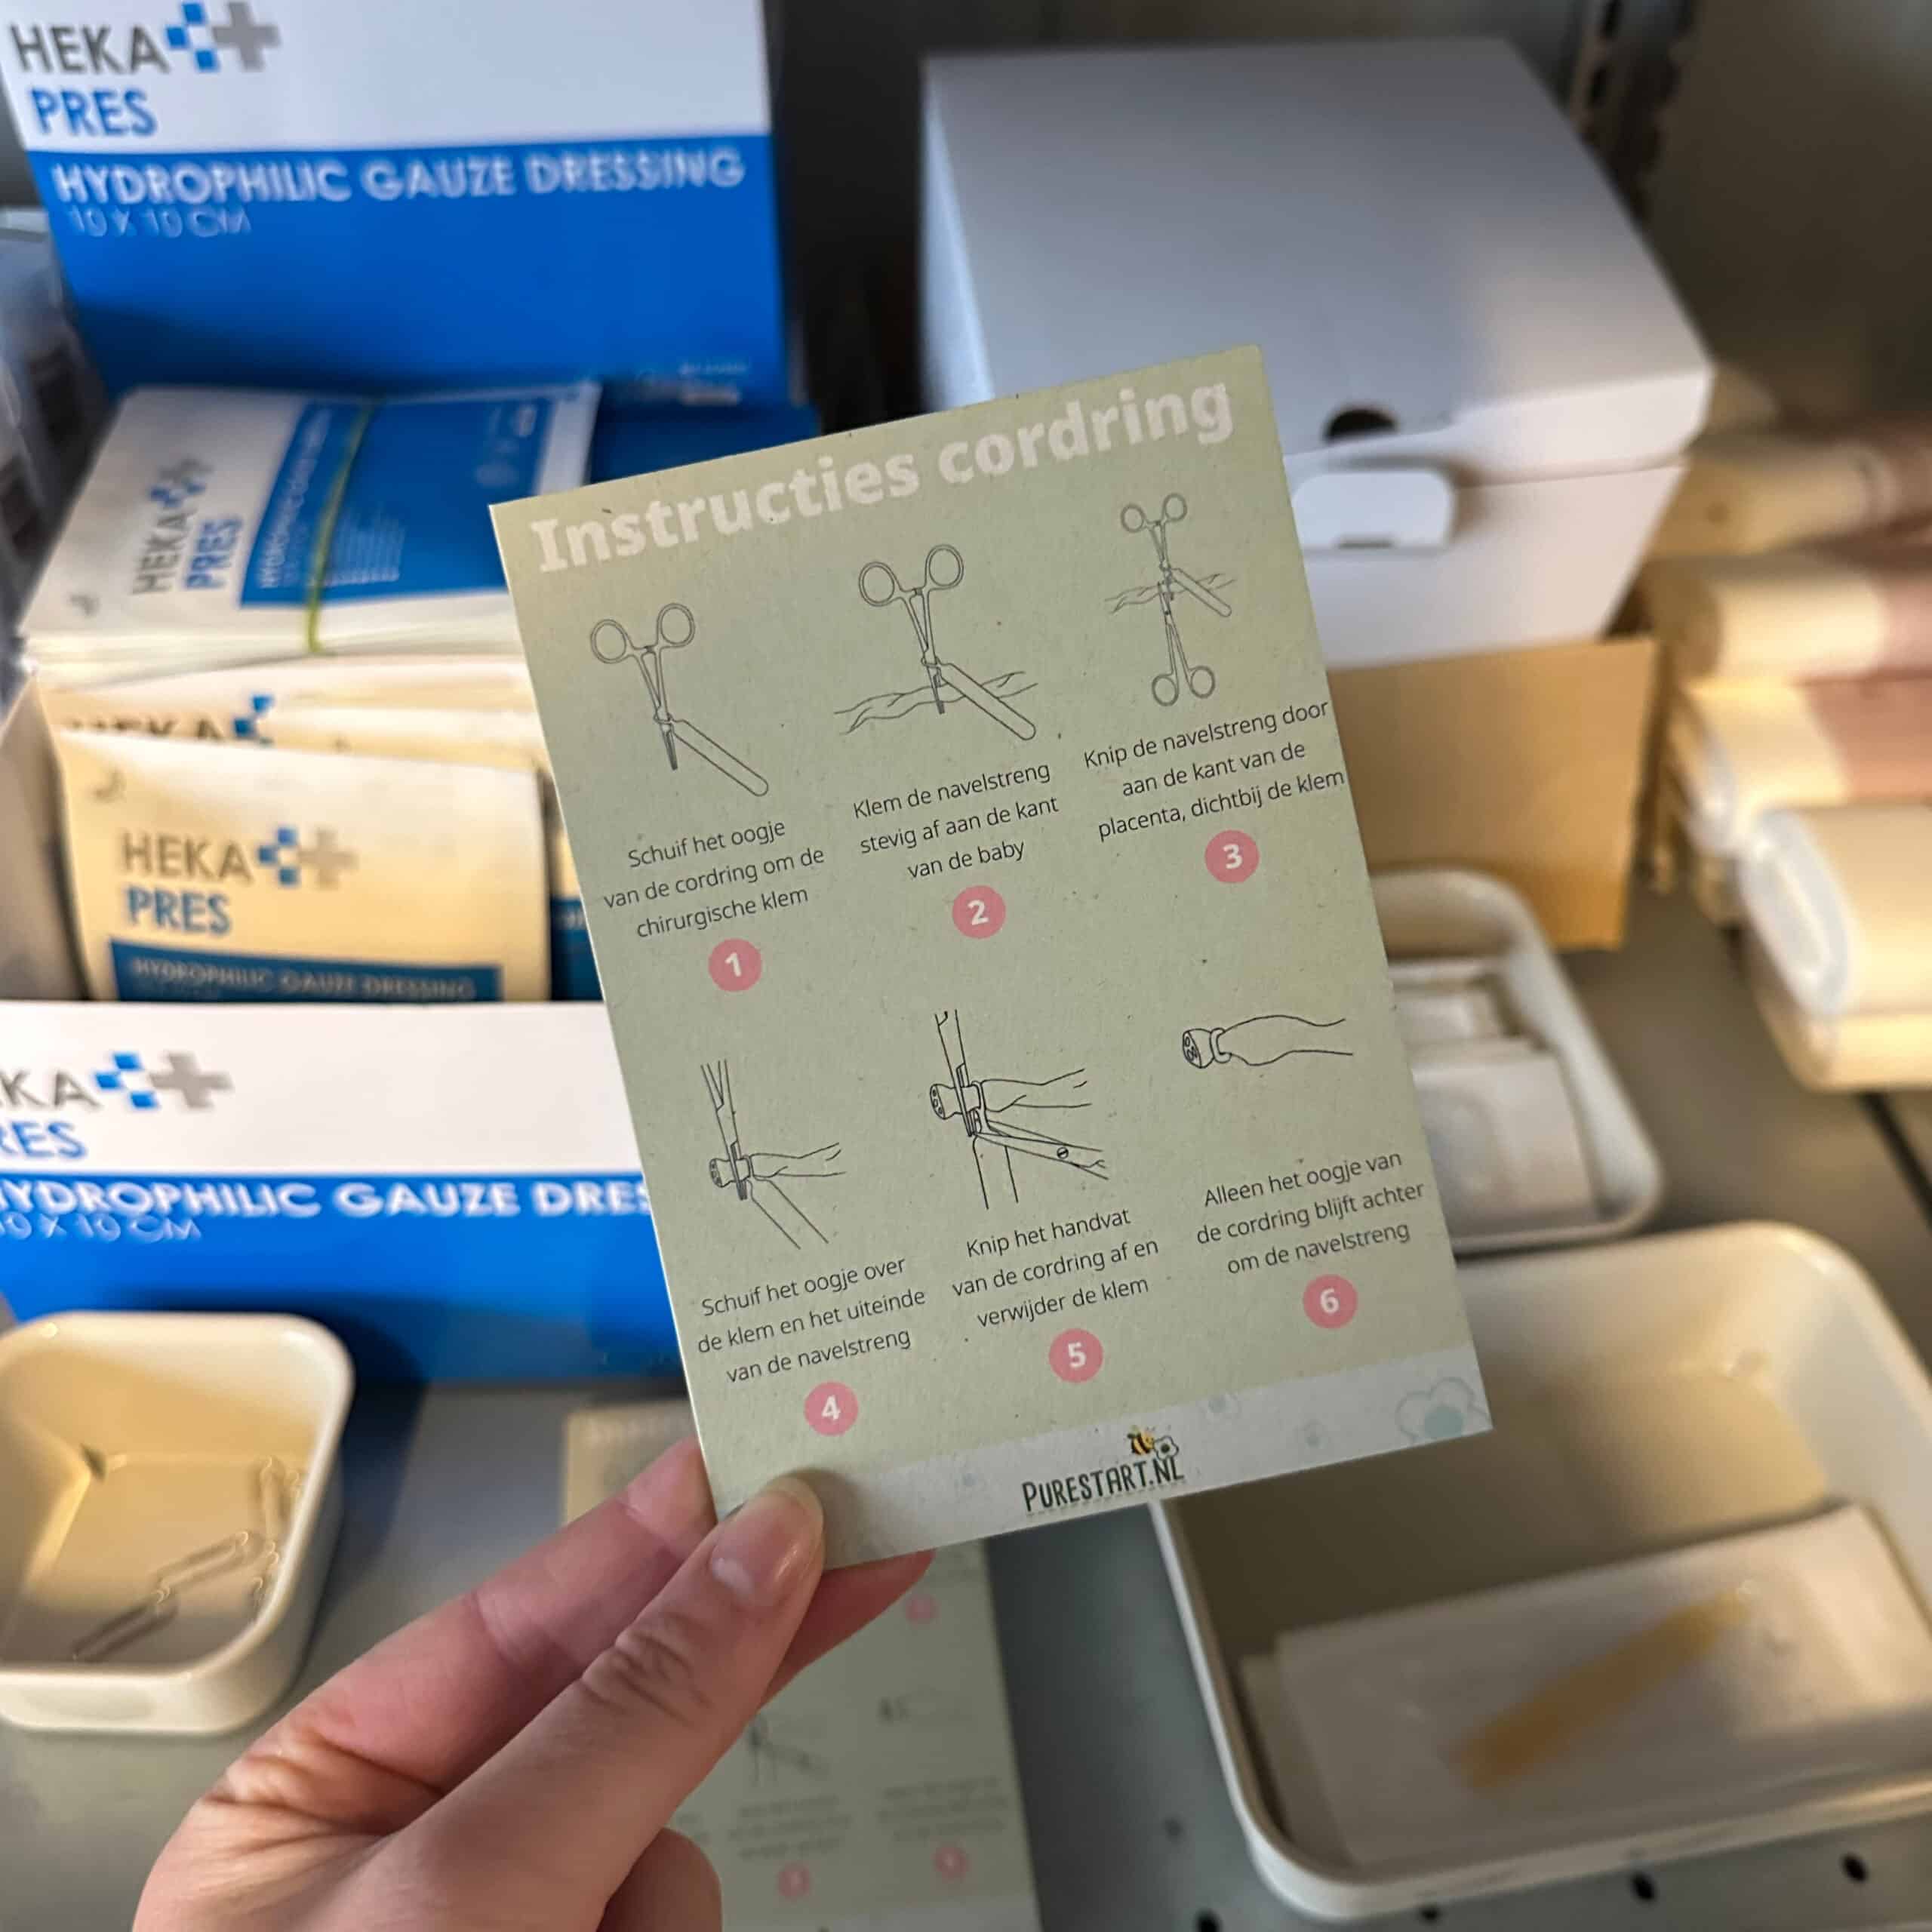 HEKA
PRES
HYDROPHILIC GAUZE DRESSING
10 X 10 CM
HEKA
PRES
HEKA
HEKA
PRES
HYDROPHILIC GAUZE DRESSING
KA
RES
HYDROPHILIC GAUZE DRES
10 X 10 CM
Instructies cordring
Schuif het oogje
van de cordring om de
chirurgische klem
1
Klem de navelstreng
stevig af aan de kant
van de baby
2
Knip de navelstreng door
aan de kant van de
placenta, dichtbij de klem
3
Schuif het oogje over
de klem en het uiteinde
van de navelstreng
4
Knip het handvat
van de cordring af en
verwijder de klem
5
Alleen het oogje van
de cordring blijft achter
om de navelstreng
6
PURESTART.NL